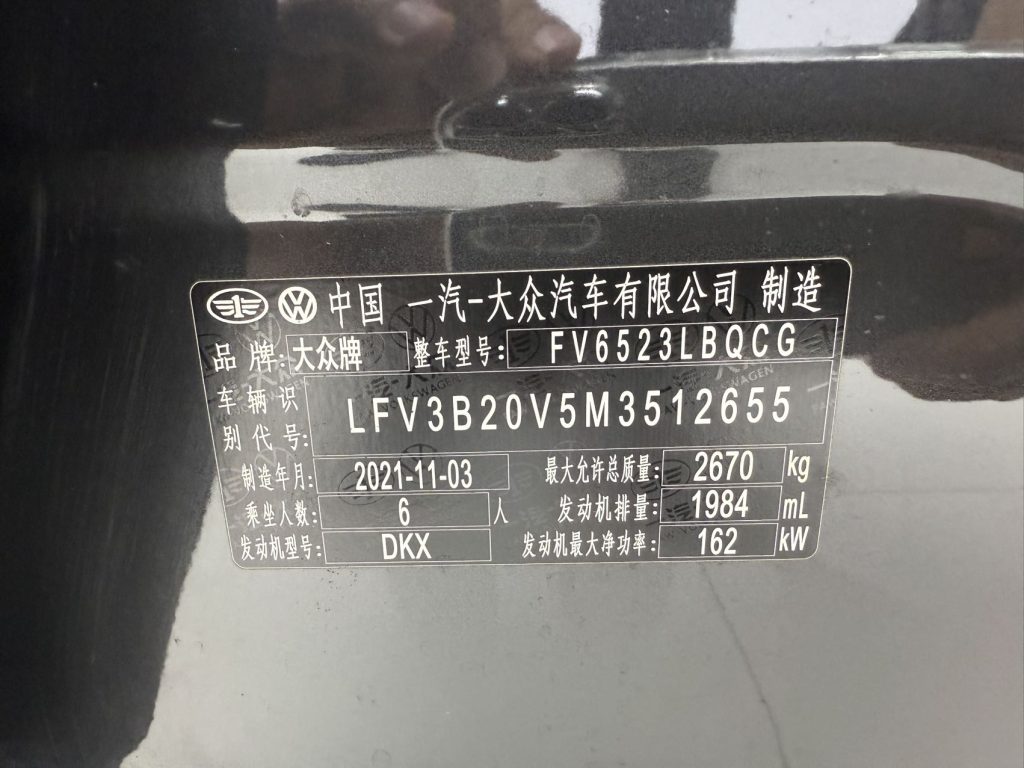 中国 一汽-大众汽车有限公司 制造
品牌: 大众牌 整车型号: FV6523LBQCG
车辆识别代号: LFV3B20V5M3512655
制造年月: 2021-11-03 最大允许总质量: 2670 kg
乘坐人数: 6 人 发动机排量: 1984 mL
发动机型号: DKX 发动机最大净功率: 162 kW